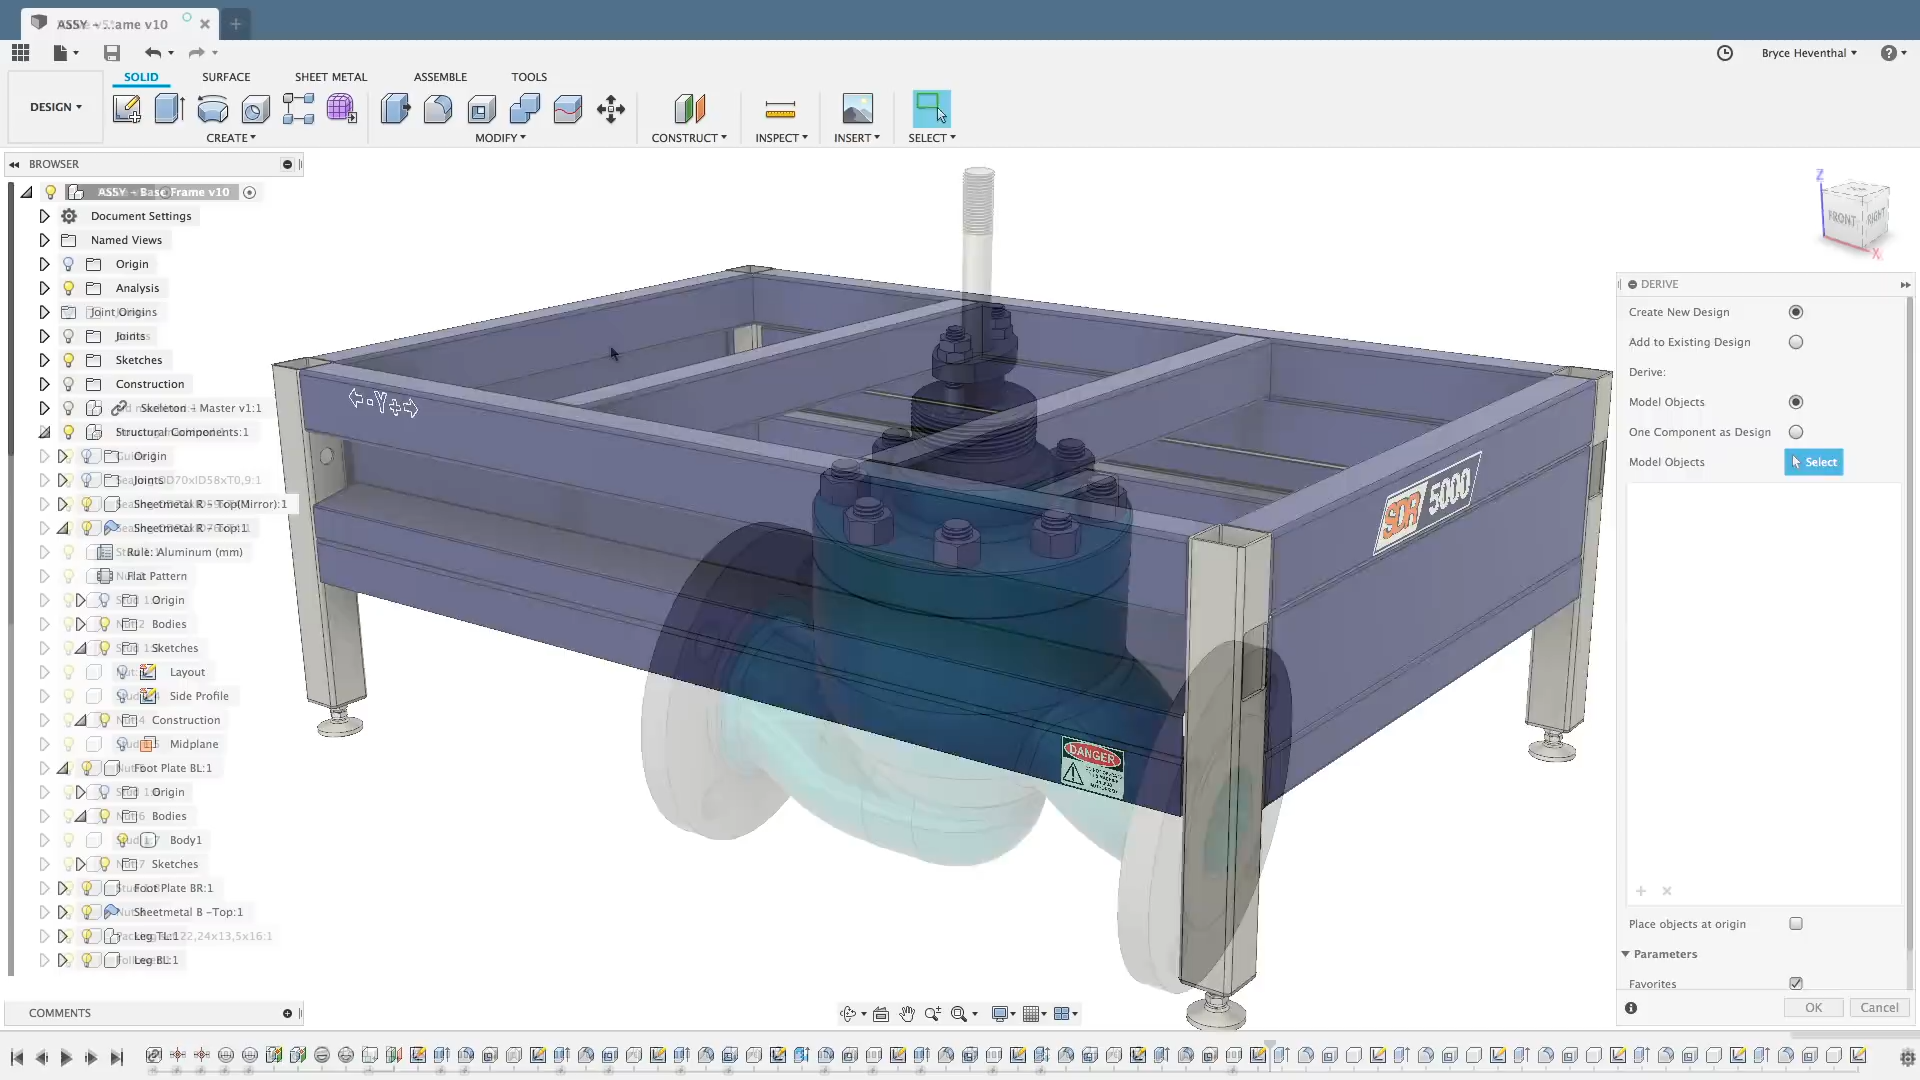 ASSY - ...ame v10
Bryce Heventhal
SOLID
SURFACE
SHEET METAL
ASSEMBLE
TOOLS
DESIGN
CREATE
MODIFY
CONSTRUCT
INSPECT
INSERT
SELECT
BROWSER
ASSY - Base Frame v10
Document Settings
Named Views
Origin
Analysis
Joint Origins
Joints
Sketches
Construction
Skeleton - Master v1:1
Structural Components:1
Origin
Joints
Sheetmetal R - Top(Mirror):1
Sheetmetal R - Top:1
Rule: Aluminum (mm)
Flat Pattern
Origin
Bodies
Sketches
Layout
Side Profile
Construction
Midplane
Foot Plate BL:1
Origin
Bodies
Body1
Sketches
Foot Plate BR:1
Sheetmetal B -Top:1
Leg TL:1
Leg BL:1
COMMENTS
-Y+
SDR 5000
DANGER
Z
TOP
FRONT
RIGHT
X
DERIVE
Create New Design
Add to Existing Design
Derive:
Model Objects
One Component as Design
Model Objects
Select
Place objects at origin
Parameters
Favorites
OK
Cancel